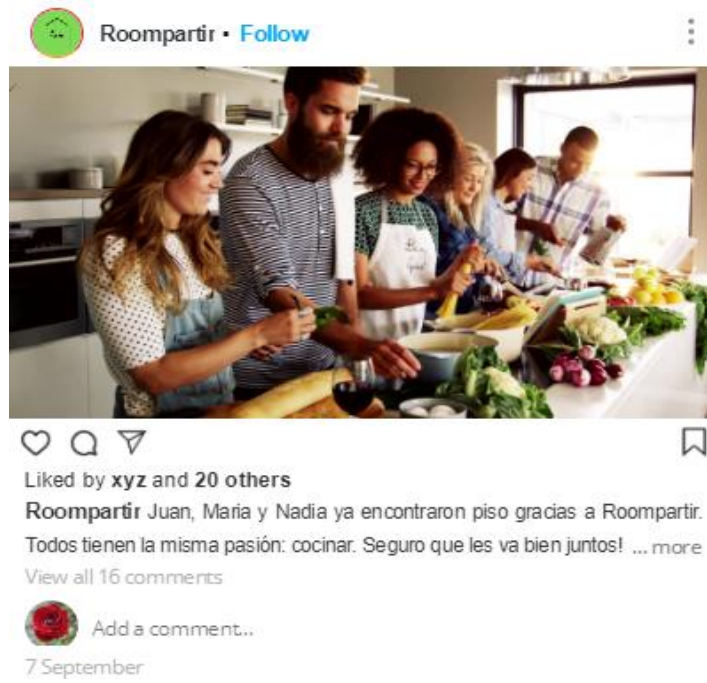 Roompartir • Follow
Liked by xyz and 20 others
Roompartir Juan, Maria y Nadia ya encontraron piso gracias a Roompartir.
Todos tienen la misma pasión: cocinar. Seguro que les va bien juntos! ... more
View all 16 comments
Add a comment...
7 September